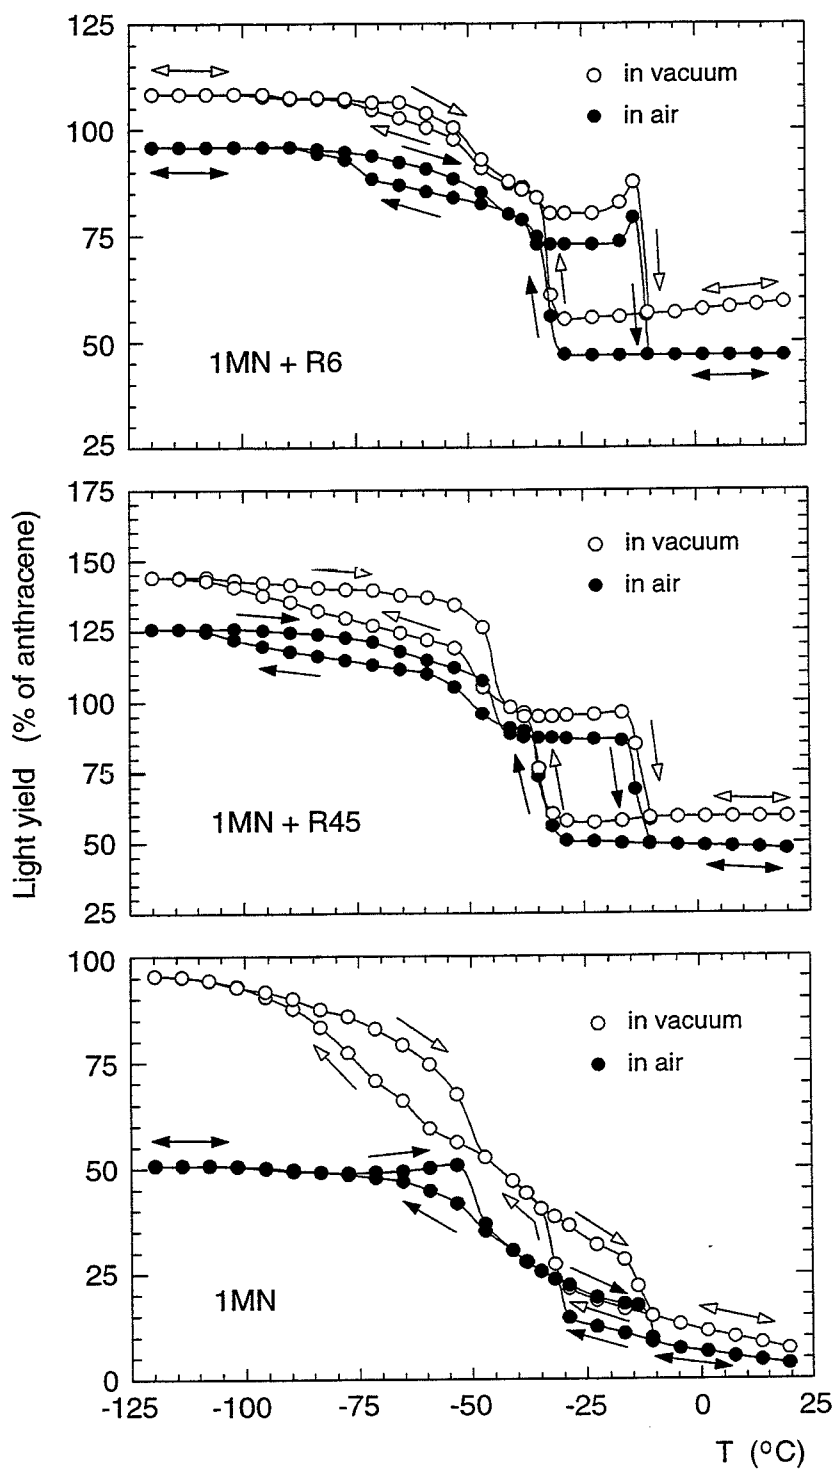 125
in vacuum
100
in air
75
50
1MN + R6
25
175
in vacuum
150
in air
125
100
75
1MN + R45
50
25
Light yield (% of anthracene)
100
in vacuum
75
in air
50
25
1MN
0
-125 -100 -75 -50 -25 0 25
T (°C)